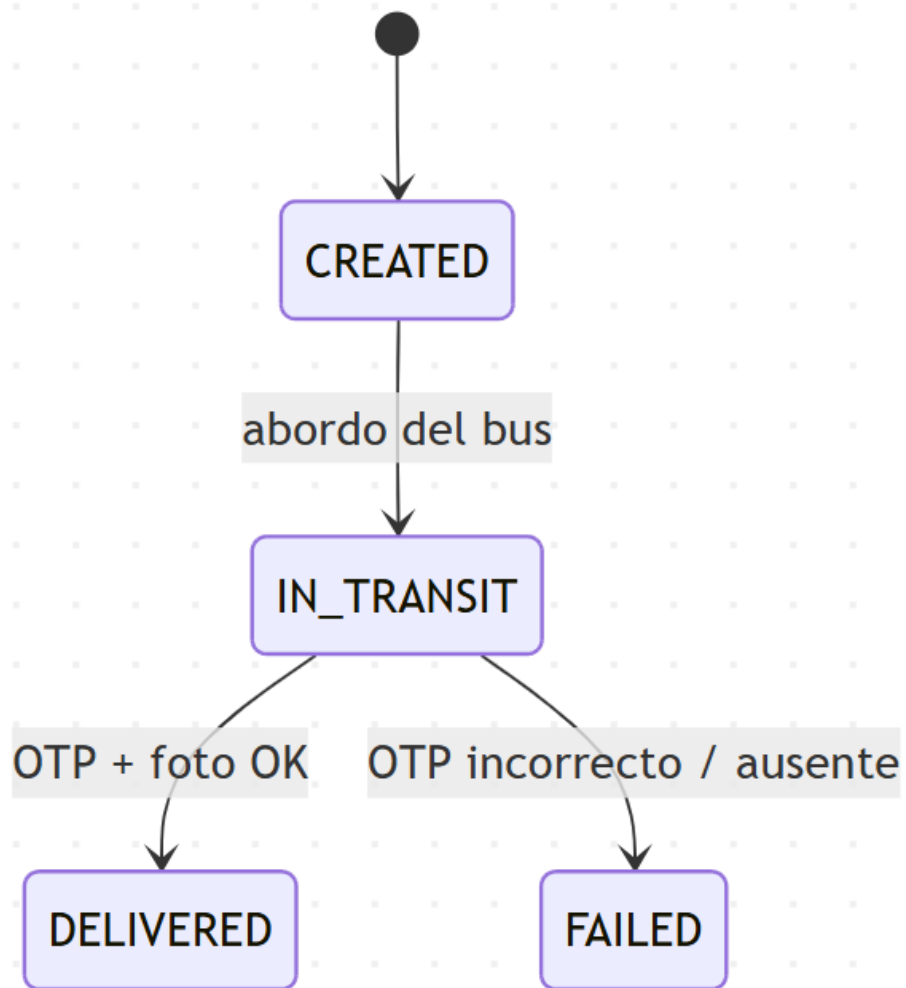 CREATED
abordo del bus
IN_TRANSIT
OTP + foto OK
OTP incorrecto / ausente
DELIVERED
FAILED